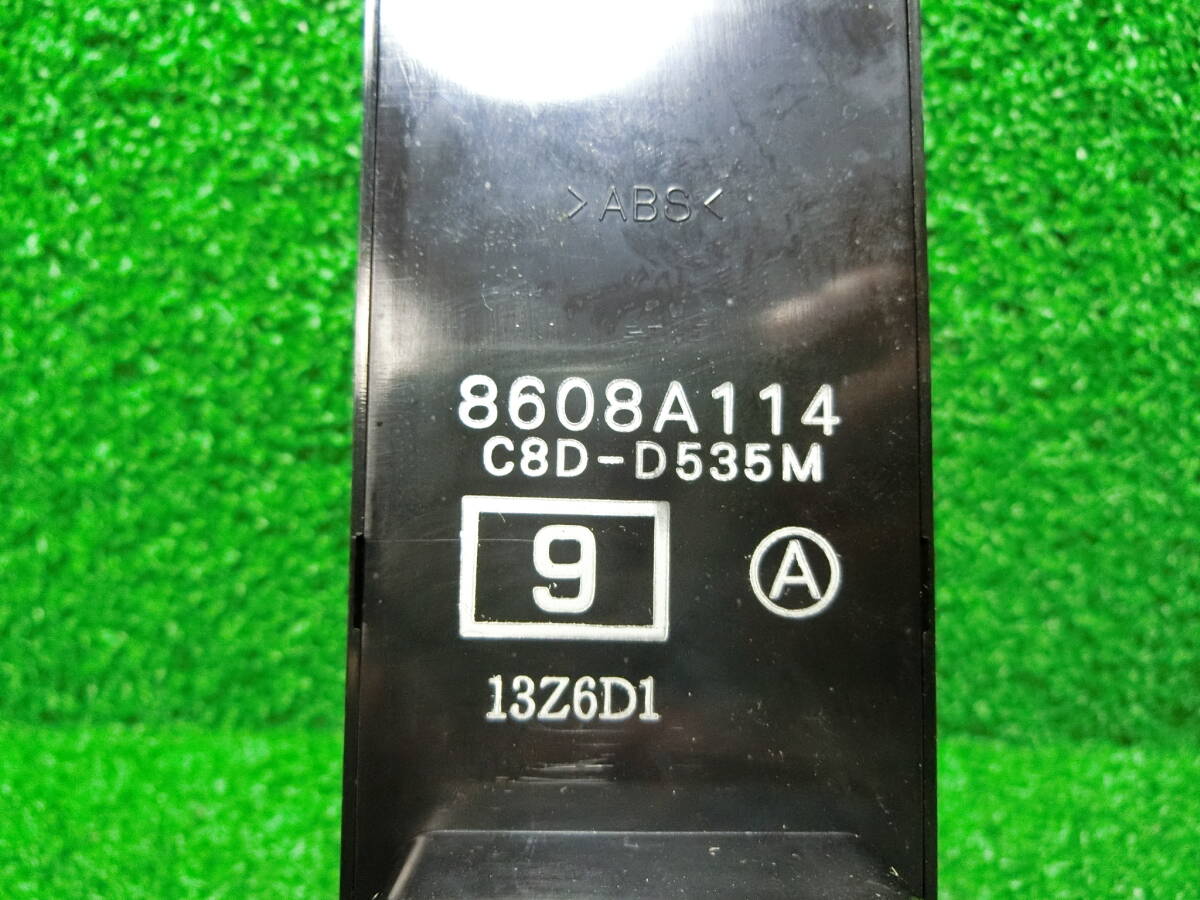 >ABS<
8608A114
C8D-D535M
9
A
13Z6D1